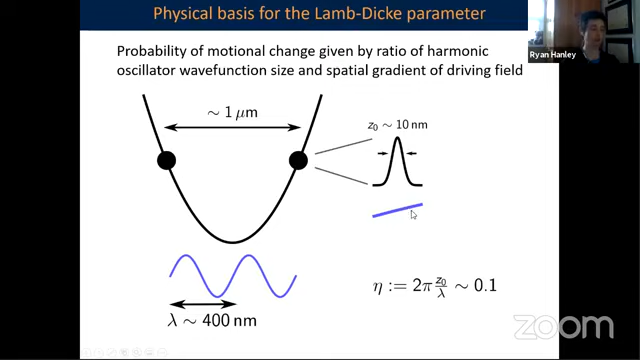 Physical basis for the Lamb-Dicke parameter
Ryan Hanley
Probability of motional change given by ratio of harmonic
oscillator wavefunction size and spatial gradient of driving field
∼ 1 μm
z₀ ∼ 10 nm
η := 2π z₀/λ ∼ 0.1
λ ∼ 400 nm
zoom